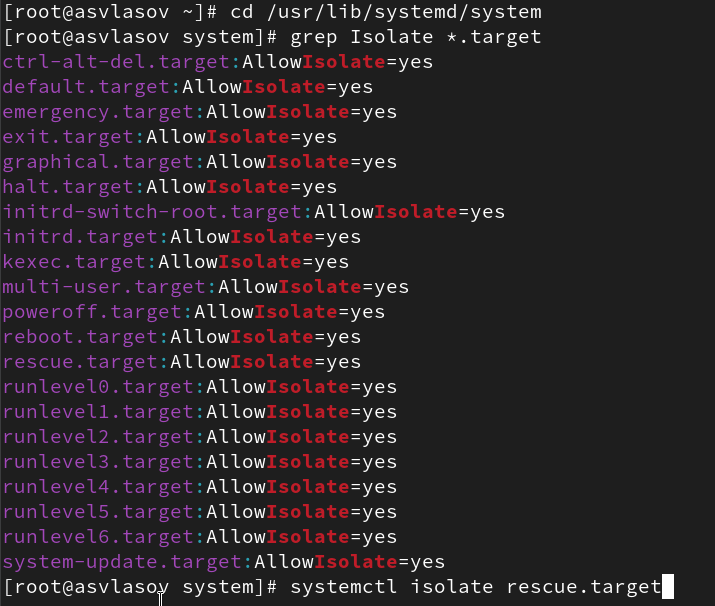 [root@asvlasov ~]# cd /usr/lib/systemd/system
[root@asvlasov system]# grep Isolate *.target
ctrl-alt-del.target:AllowIsolate=yes
default.target:AllowIsolate=yes
emergency.target:AllowIsolate=yes
exit.target:AllowIsolate=yes
graphical.target:AllowIsolate=yes
halt.target:AllowIsolate=yes
initrd-switch-root.target:AllowIsolate=yes
initrd.target:AllowIsolate=yes
kexec.target:AllowIsolate=yes
multi-user.target:AllowIsolate=yes
poweroff.target:AllowIsolate=yes
reboot.target:AllowIsolate=yes
rescue.target:AllowIsolate=yes
runlevel0.target:AllowIsolate=yes
runlevel1.target:AllowIsolate=yes
runlevel2.target:AllowIsolate=yes
runlevel3.target:AllowIsolate=yes
runlevel4.target:AllowIsolate=yes
runlevel5.target:AllowIsolate=yes
runlevel6.target:AllowIsolate=yes
system-update.target:AllowIsolate=yes
[root@asvlasov system]# systemctl isolate rescue.target